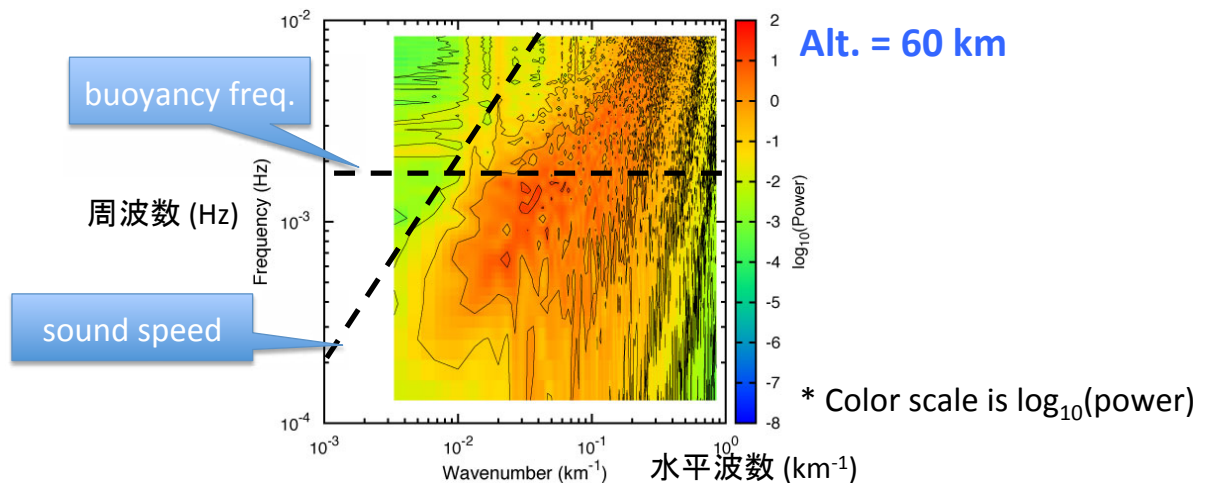 Alt. = 60 km
buoyancy freq.
周波数 (Hz)
sound speed
Frequency (Hz)
10⁻²
10⁻³
10⁻⁴
10⁻³
10⁻²
10⁻¹
10⁰
Wavenumber (km⁻¹)
水平波数 (km⁻¹)
2
1
0
-1
-2
-3
-4
-5
-6
-7
-8
log₁₀(Power)
* Color scale is log₁₀(power)